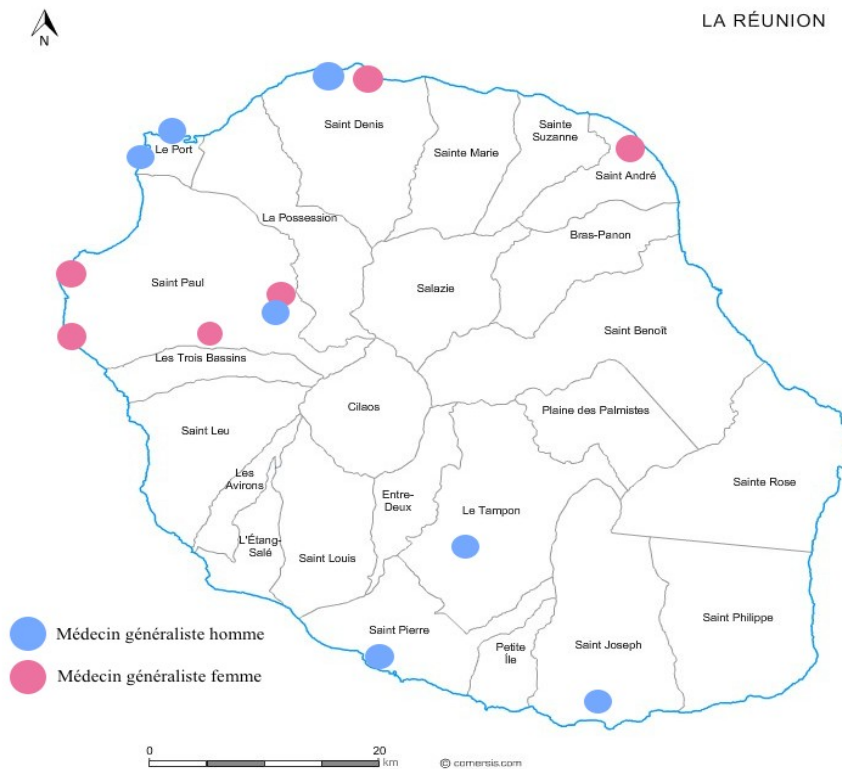 LA RÉUNION
N
Saint Denis
Le Port
Sainte Marie
Sainte
Suzanne
Saint André
La Possession
Bras-Panon
Saint Paul
Salazie
Saint Benoît
Les Trois Bassins
Cilaos
Plaine des Palmistes
Saint Leu
Les
Avirons
Entre-
Deux
Le Tampon
Sainte Rose
L'Étang-
Salé
Saint Louis
Saint Philippe
Saint Pierre
Petite
Île
Saint Joseph
Médecin généraliste homme
Médecin généraliste femme
0
20
km
© comersis.com